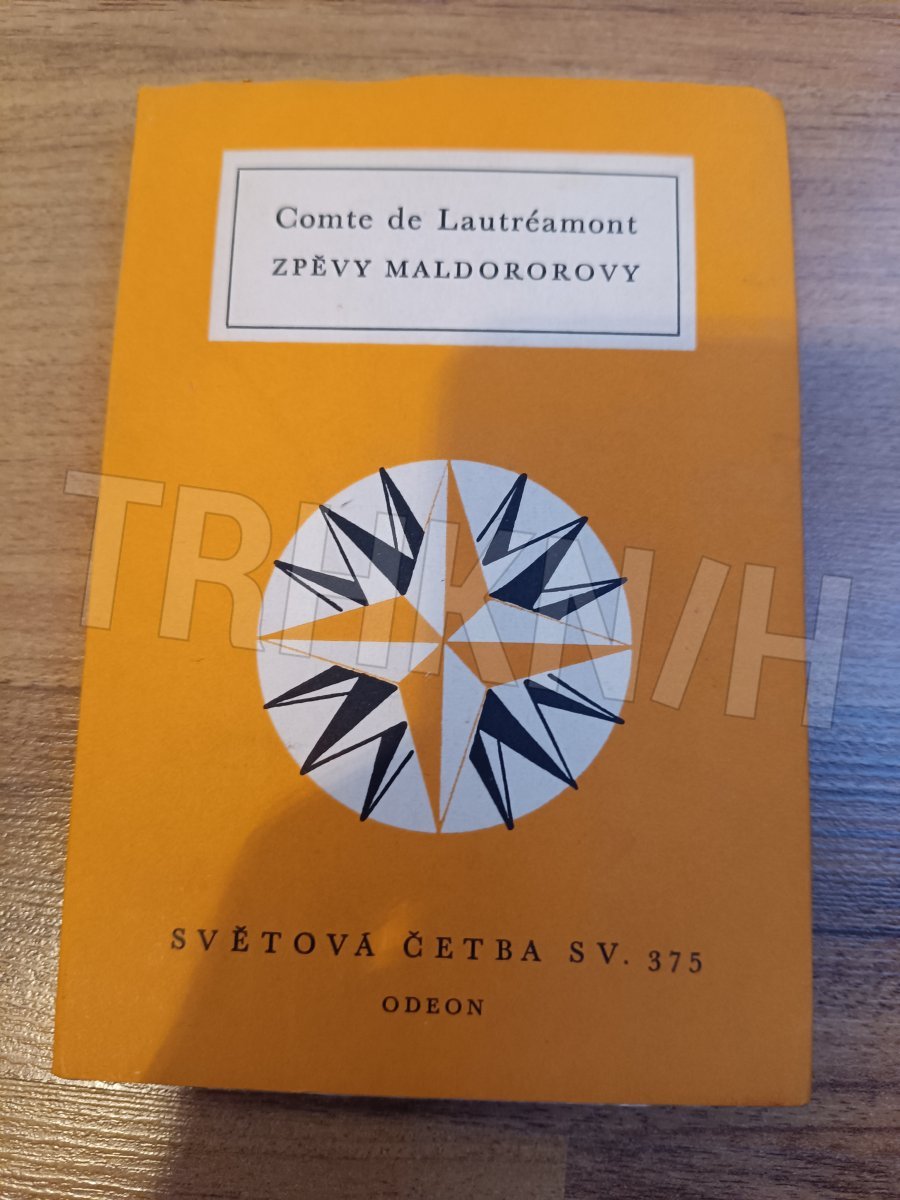 Comte de Lautréamont
ZPĚVY MALDOROROVY
TRHKNIH
SVĚTOVÁ ČETBA SV. 375
ODEON